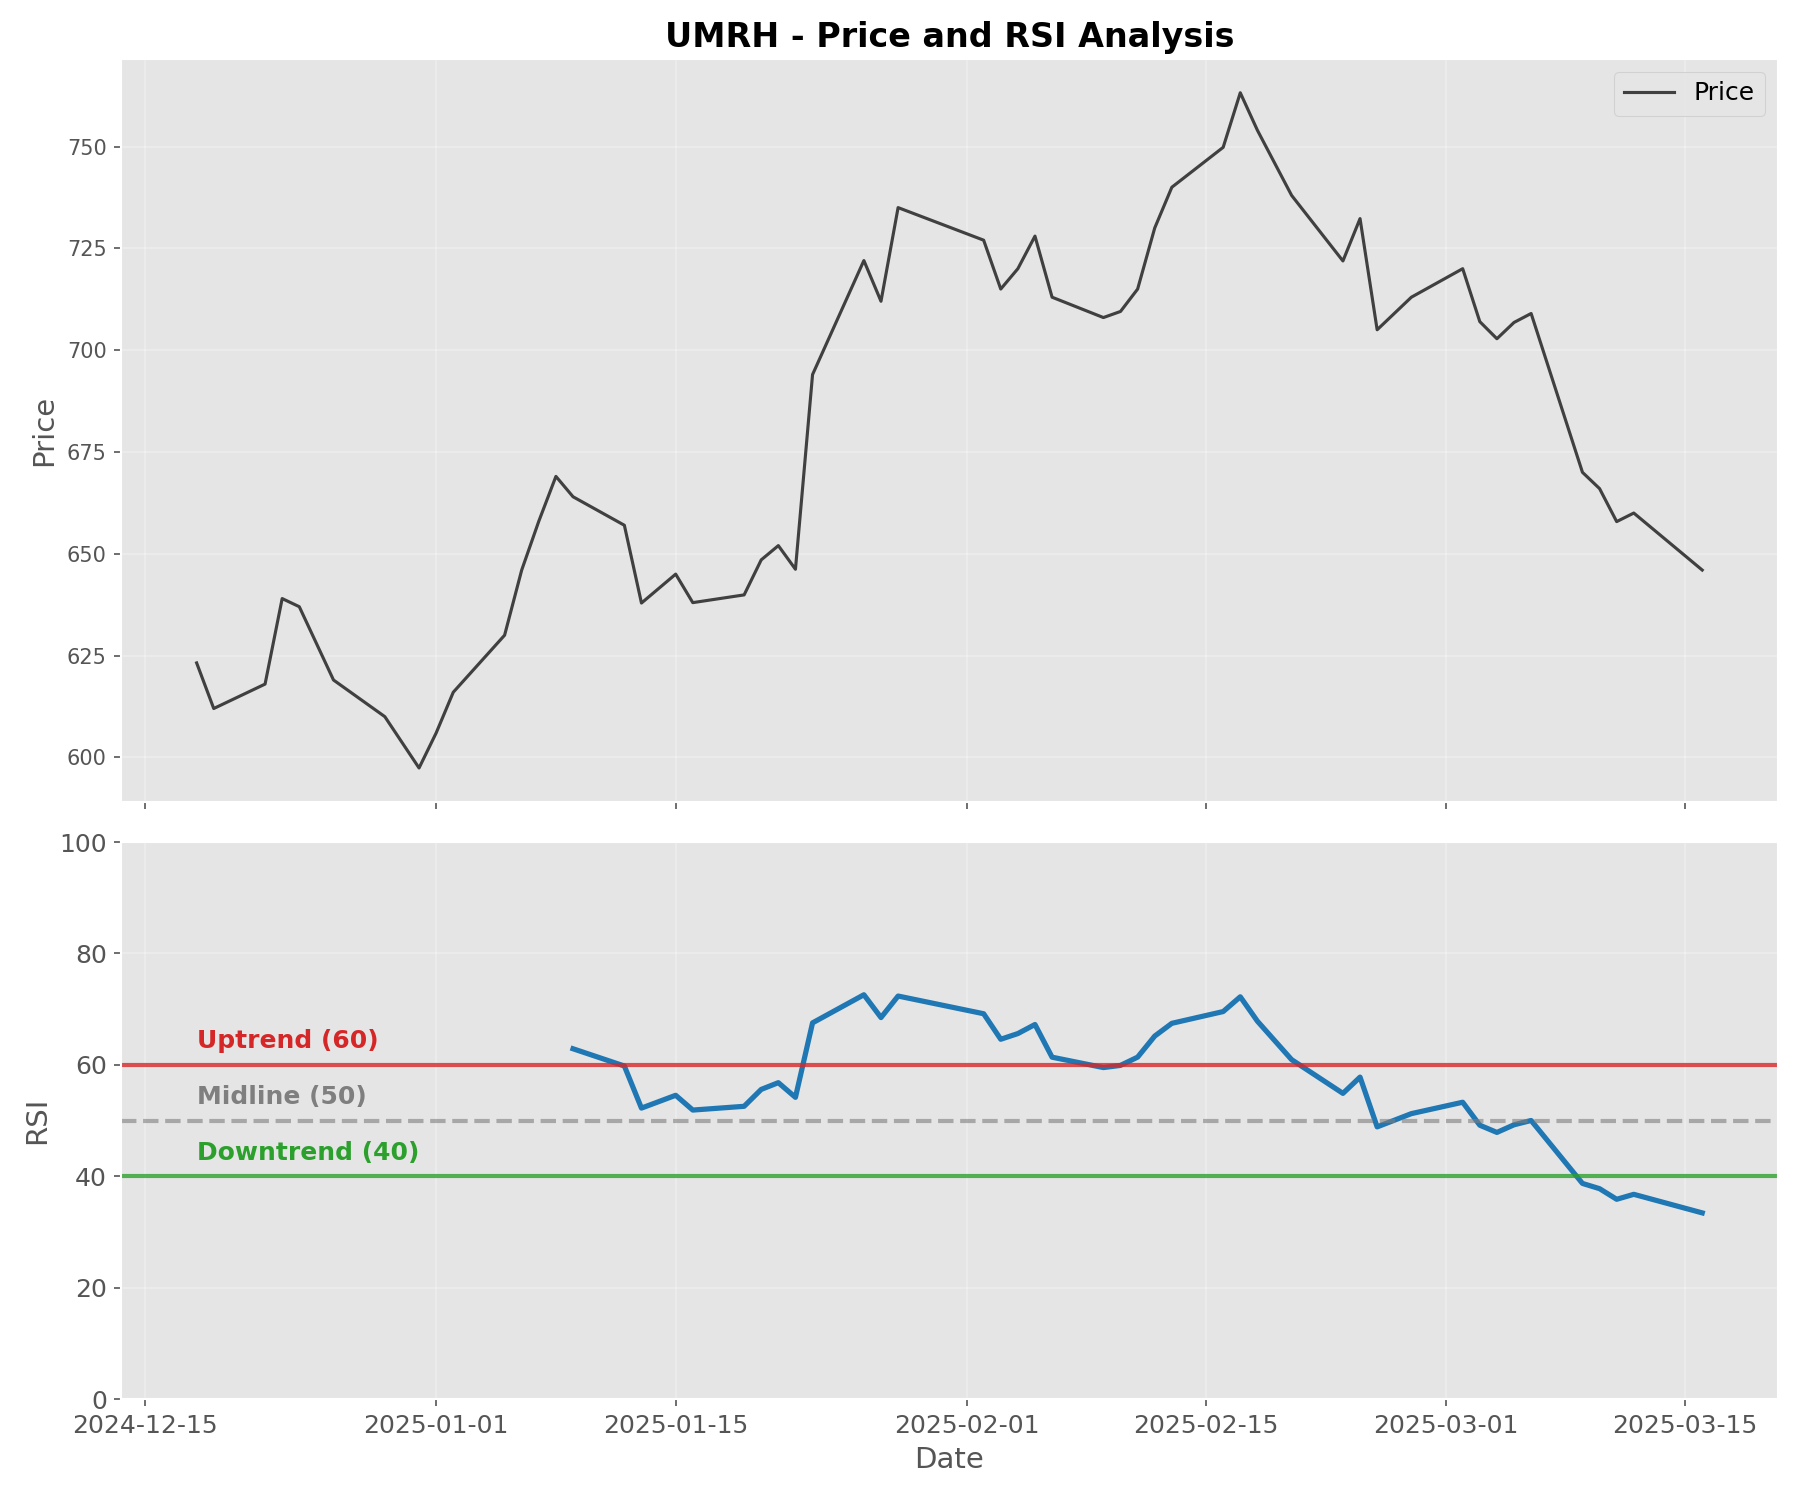 UMRH - Price and RSI Analysis
Price
750
725
700
675
650
625
600
Price
100
80
60
40
20
0
RSI
Uptrend (60)
Midline (50)
Downtrend (40)
2024-12-15
2025-01-01
2025-01-15
2025-02-01
2025-02-15
2025-03-01
2025-03-15
Date